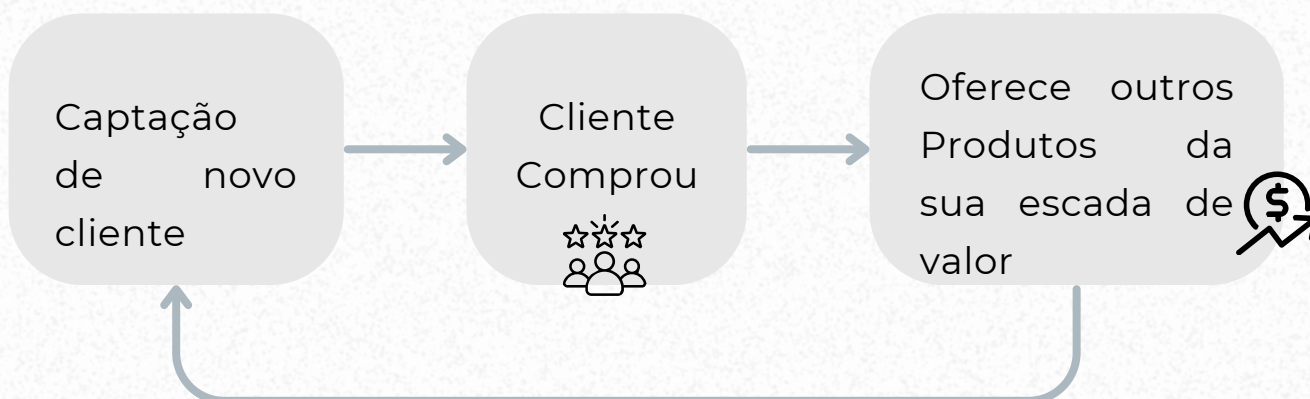 Captação
de novo
cliente
Cliente
Comprou
Oferece outros
Produtos da
sua escada de
valor
$